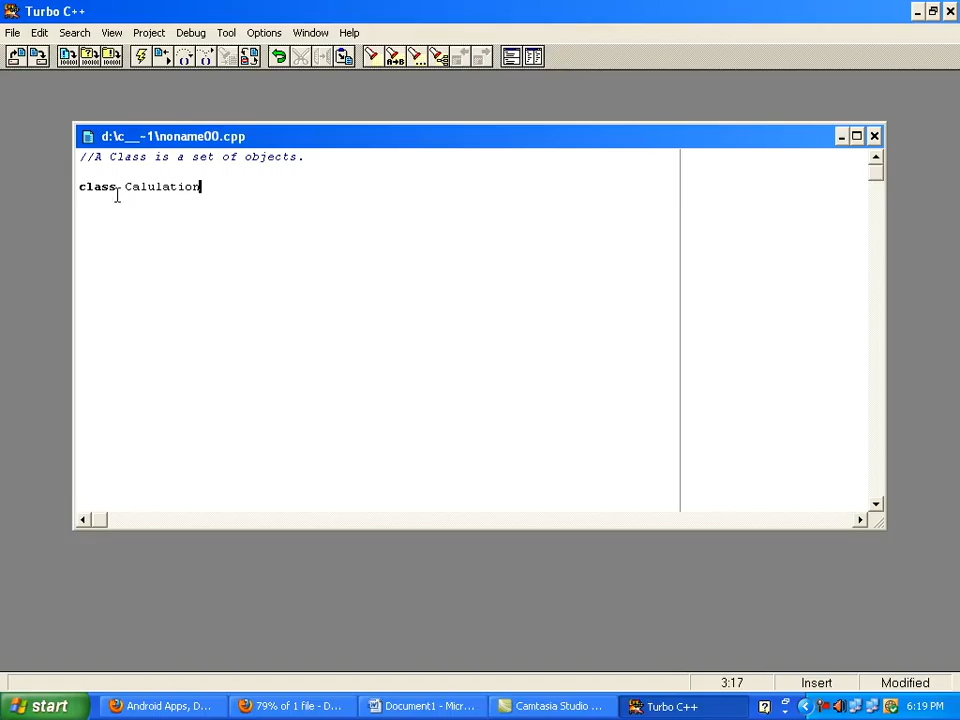 Turbo C++
File Edit Search View Project Debug Tool Options Window Help
d:\c__~1\noname00.cpp
//A Class is a set of objects.
class Calulation
3:17 Insert Modified
start Android Apps, D... 79% of 1 file - D... Document1 - Micr... Camtasia Studio ... Turbo C++ 6:19 PM